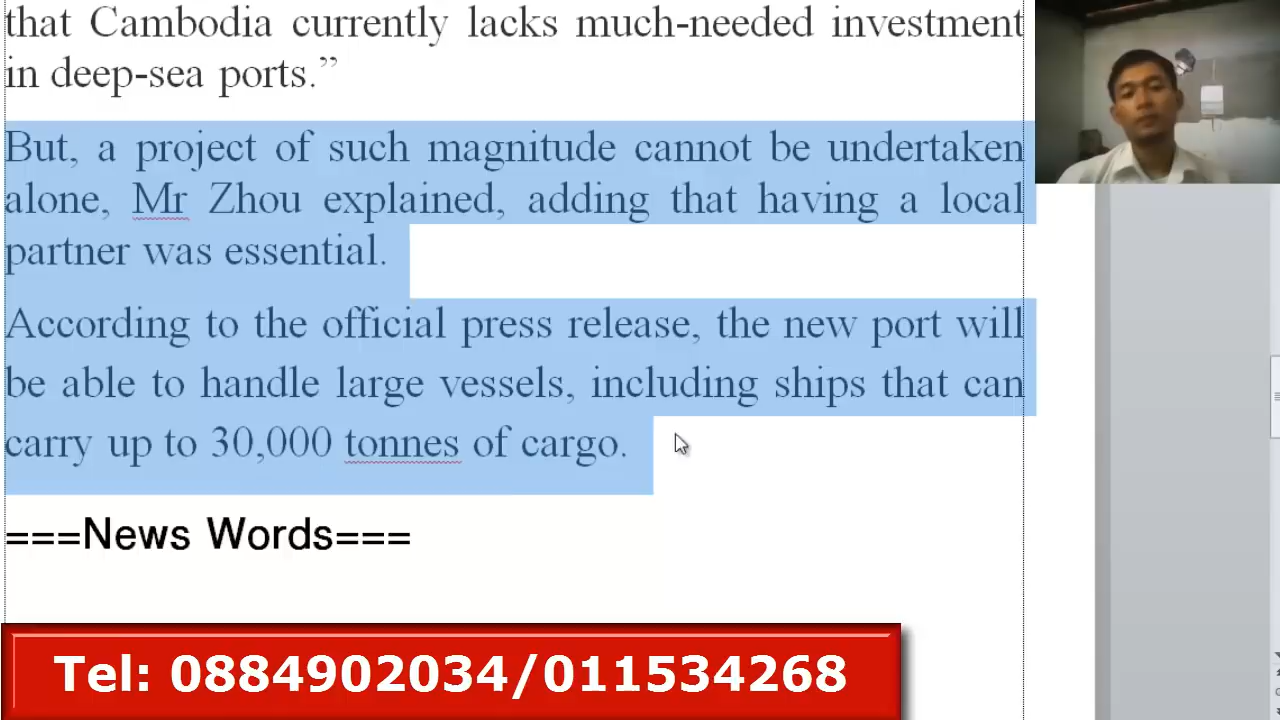 that Cambodia currently lacks much-needed investment
in deep-sea ports.”
But, a project of such magnitude cannot be undertaken
alone, Mr Zhou explained, adding that having a local
partner was essential.
According to the official press release, the new port will
be able to handle large vessels, including ships that can
carry up to 30,000 tonnes of cargo.
===News Words===
Tel: 0884902034/011534268